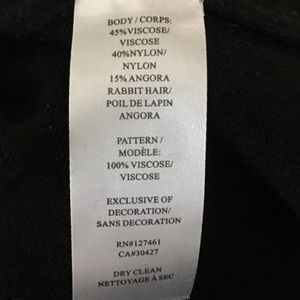 BODY / CORPS:
45% VISCOSE/
VISCOSE
40% NYLON/
NYLON
15% ANGORA
RABBIT HAIR/
POIL DE LAPIN
ANGORA
PATTERN /
MODÈLE:
100% VISCOSE/
VISCOSE
EXCLUSIVE OF
DECORATION/
SANS DECORATION
RN#127461
CA#30427
DRY CLEAN
NETTOYAGE À SEC